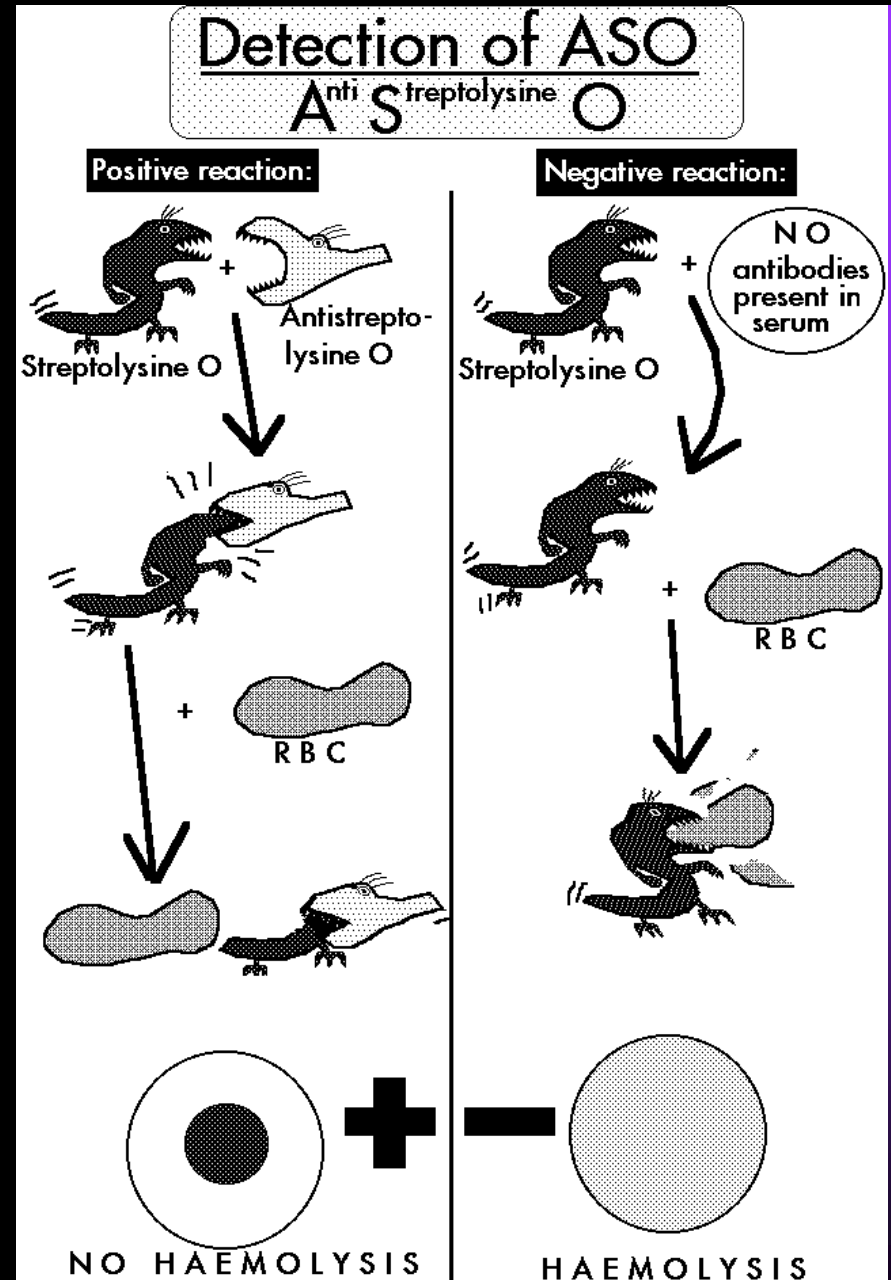 Detection of ASO
Anti Streptolysine O
Positive reaction:
+
Antistrepto-
lysine O
Streptolysine O
+
RBC
NO HAEMOLYSIS
Negative reaction:
+
NO
antibodies
present in
serum
Streptolysine O
+
RBC
HAEMOLYSIS